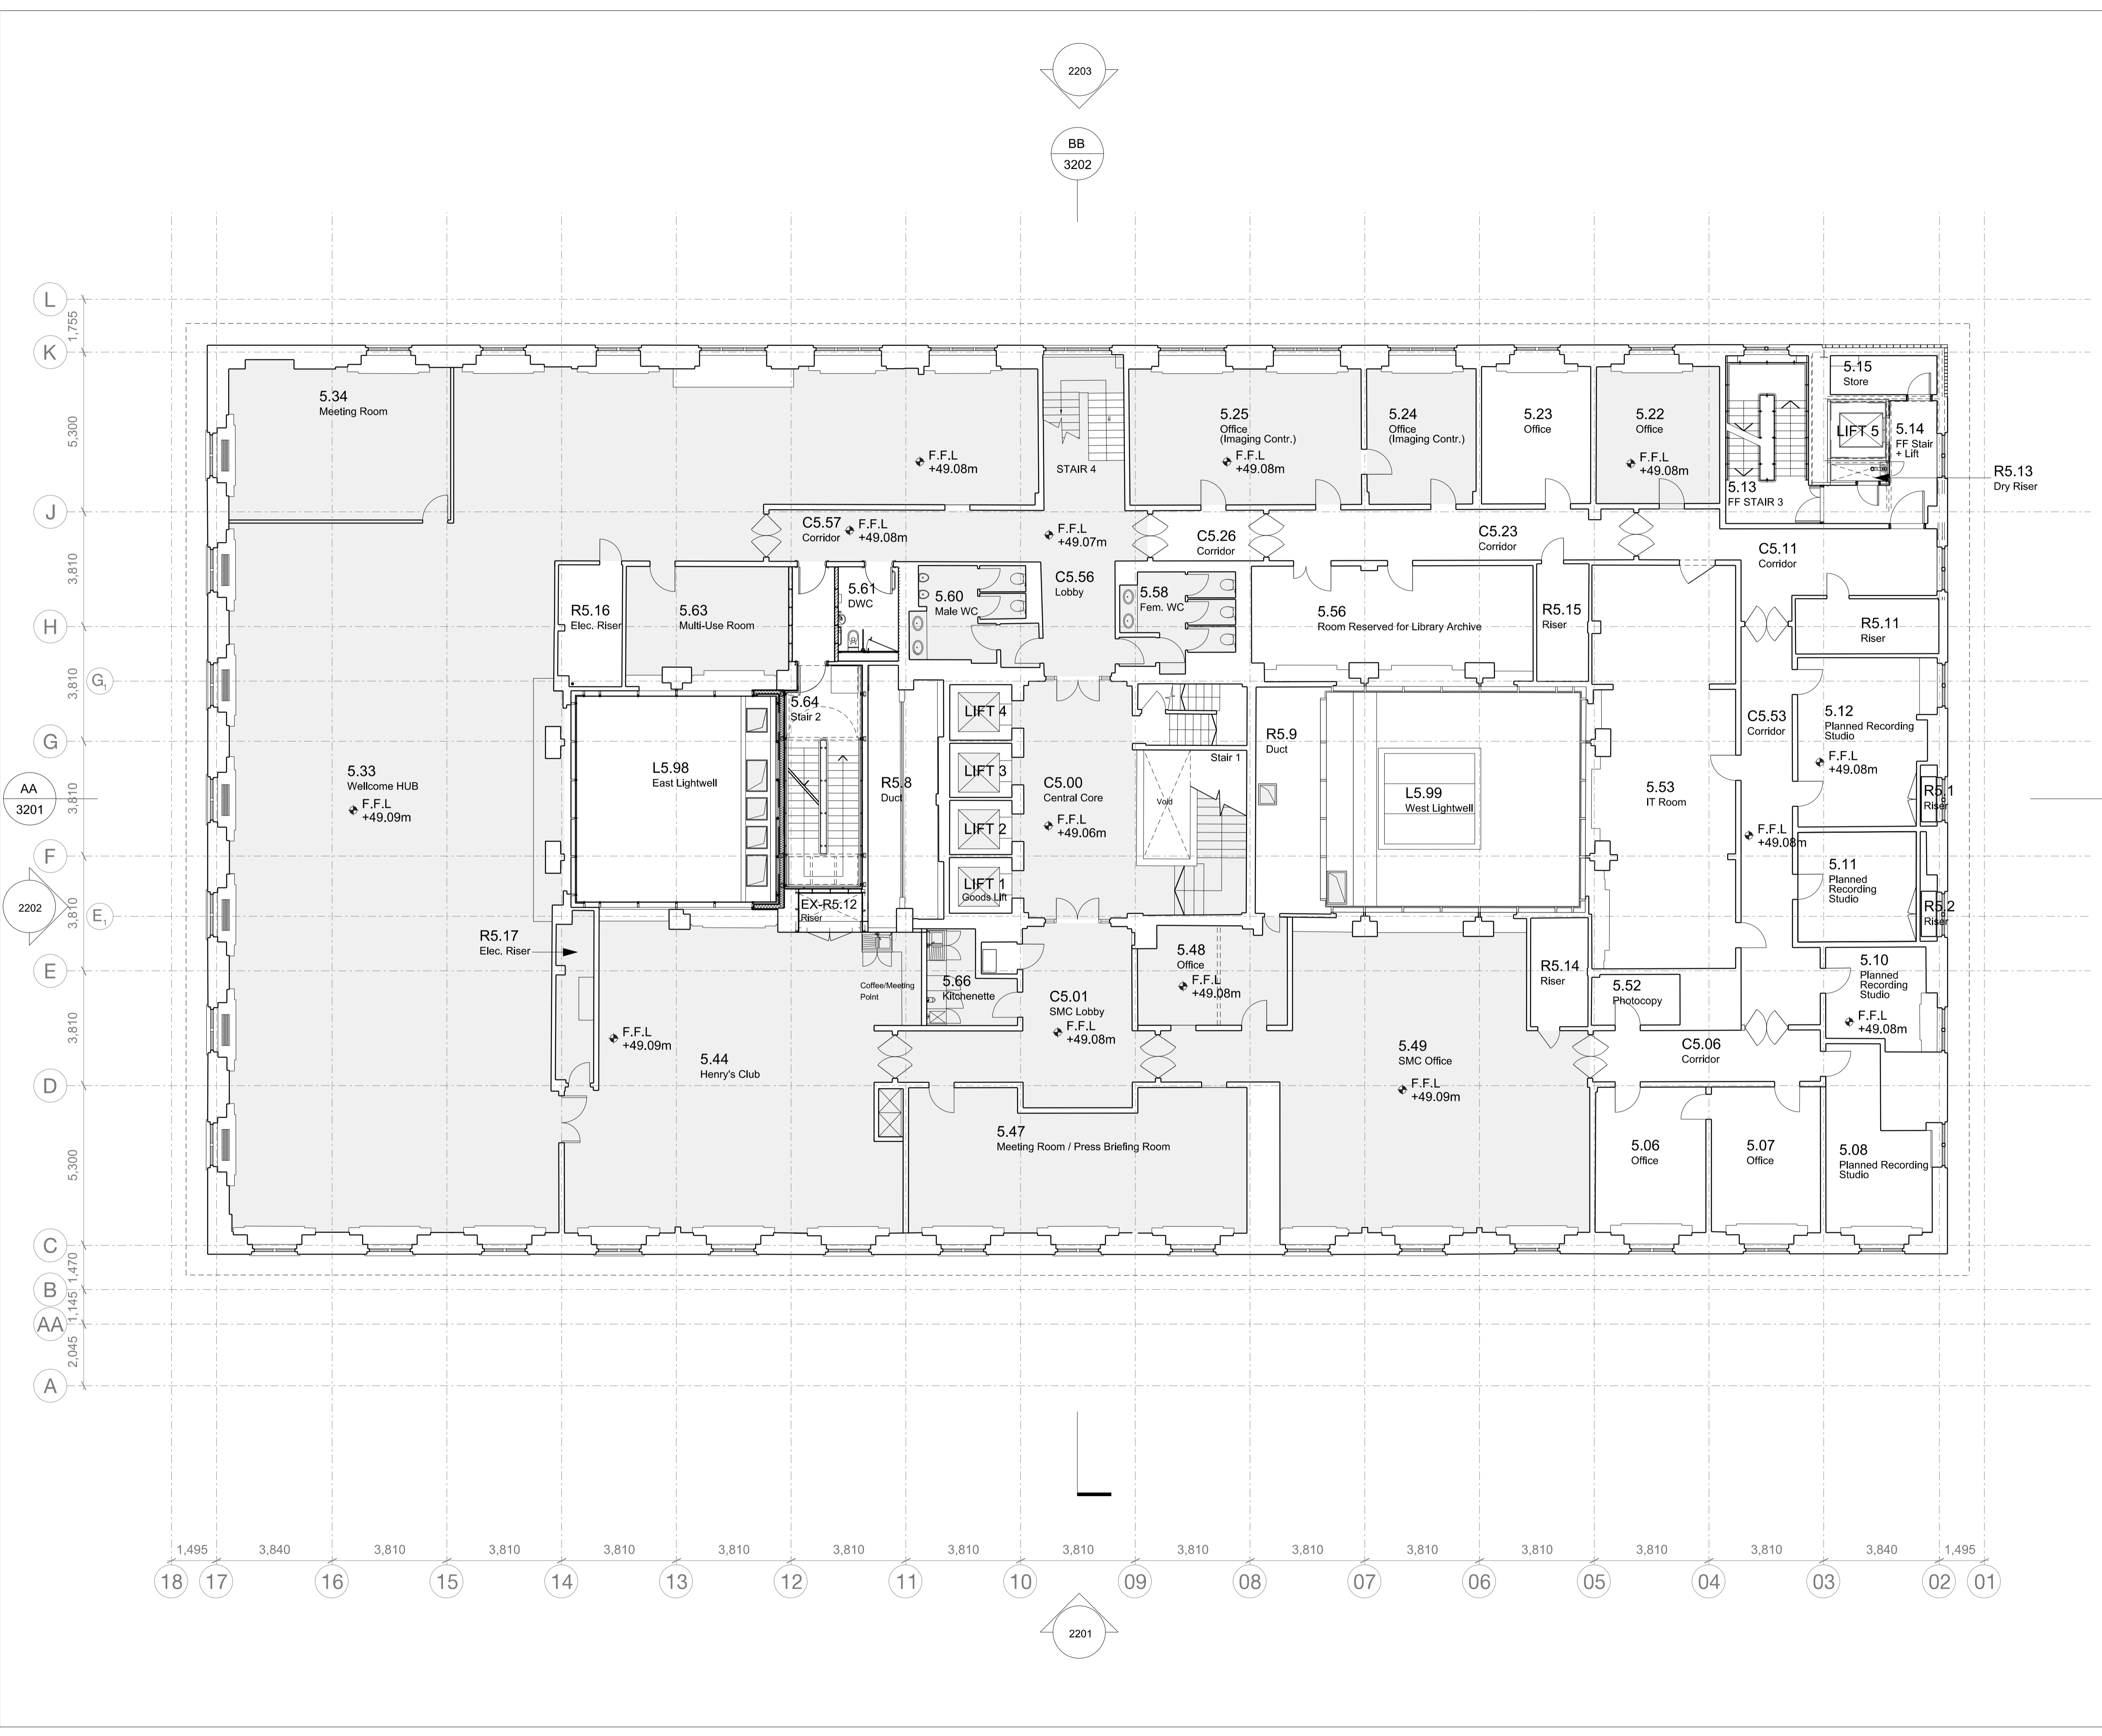 2203
BB
3202
L
1,755
K
5,300
J
3,810
H
3,810
G1
G
3,810
F
3,810
E1
E
3,810
D
5,300
C
1,470
B
1,145
AA
2,045
A
AA
3201
2202
5.34
Meeting Room
F.F.L
+49.08m
STAIR 4
5.25
Office
(Imaging Contr.)
F.F.L
+49.08m
5.24
Office
(Imaging Contr.)
5.23
Office
5.22
Office
F.F.L
+49.08m
5.15
Store
LIFT 5
5.14
FF Stair
+ Lift
5.13
FF STAIR 3
R5.13
Dry Riser
C5.57
Corridor
F.F.L
+49.08m
F.F.L
+49.07m
C5.26
Corridor
C5.23
Corridor
C5.11
Corridor
R5.16
Elec. Riser
5.63
Multi-Use Room
5.61
DWC
5.60
Male WC
C5.56
Lobby
5.58
Fem. WC
5.56
Room Reserved for Library Archive
R5.15
Riser
R5.11
Riser
5.64
Stair 2
LIFT 4
LIFT 3
LIFT 2
LIFT 1
Goods Lift
R5.8
Duct
C5.00
Central Core
F.F.L
+49.06m
Stair 1
Void
R5.9
Duct
L5.99
West Lightwell
5.53
IT Room
C5.53
Corridor
F.F.L
+49.08m
5.12
Planned Recording
Studio
F.F.L
+49.08m
R5.1
Riser
5.11
Planned
Recording
Studio
R5.2
Riser
5.33
Wellcome HUB
F.F.L
+49.09m
L5.98
East Lightwell
EX-R5.12
Riser
R5.17
Elec. Riser
Coffee/Meeting
Point
5.66
Kitchenette
C5.01
SMC Lobby
F.F.L
+49.08m
5.48
Office
F.F.L
+49.08m
R5.14
Riser
5.52
Photocopy
5.10
Planned
Recording
Studio
F.F.L
+49.08m
F.F.L
+49.09m
5.44
Henry's Club
5.49
SMC Office
F.F.L
+49.09m
C5.06
Corridor
5.47
Meeting Room / Press Briefing Room
5.06
Office
5.07
Office
5.08
Planned Recording
Studio
1,495 3,840 3,810 3,810 3,810 3,810 3,810 3,810 3,810 3,810 3,810 3,810 3,810 3,810 3,810 3,840 1,495
18 17 16 15 14 13 12 11 10 09 08 07 06 05 04 03 02 01
2201